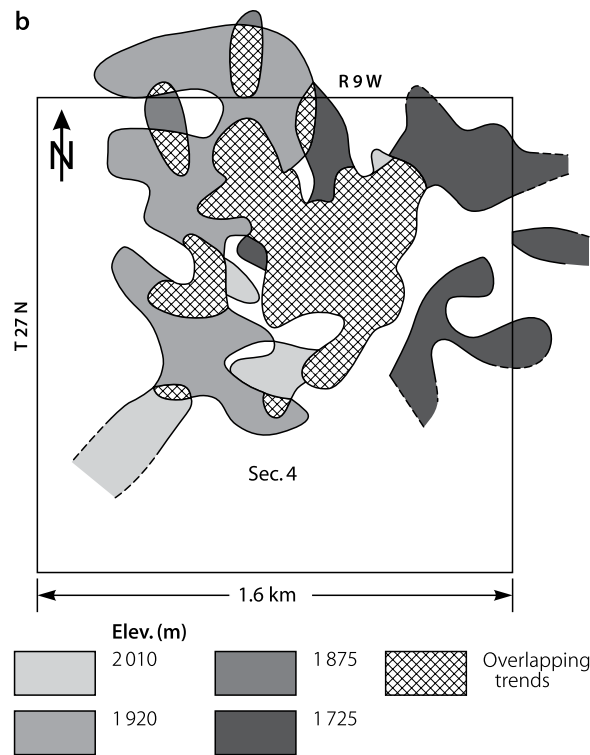 b
R 9 W
N
T 27 N
Sec. 4
1.6 km
Elev. (m)
2 010
1 875
Overlapping
trends
1 920
1 725